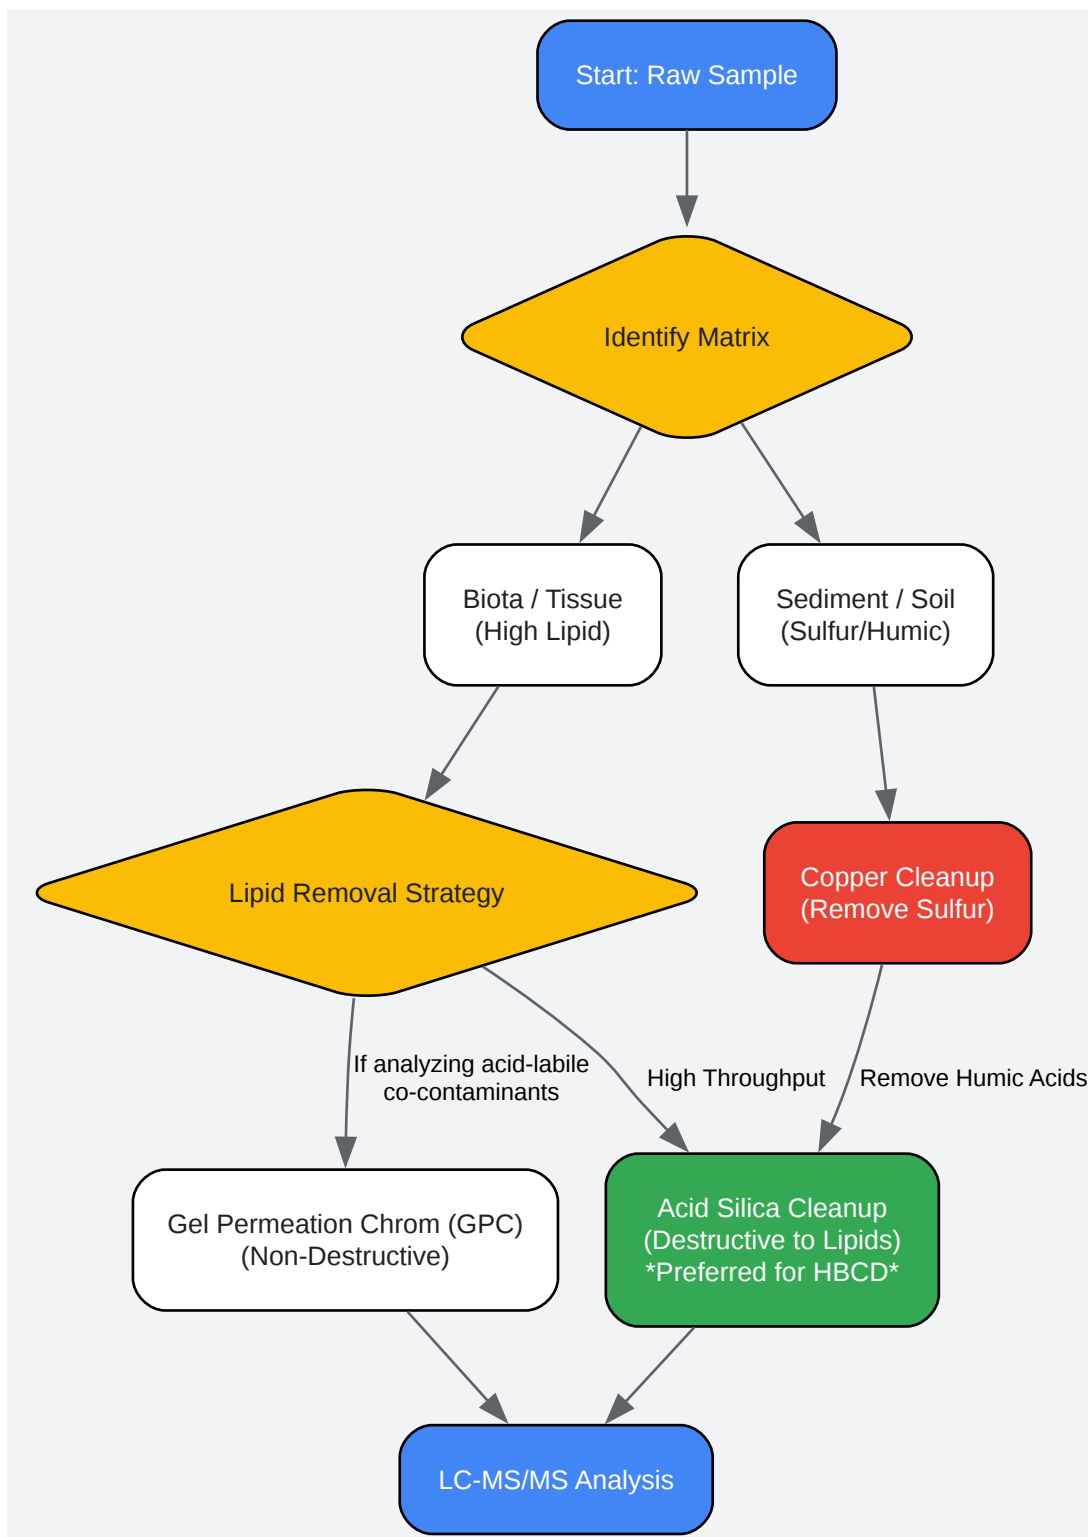 Start: Raw Sample
Identify Matrix
Biota / Tissue
(High Lipid)
Sediment / Soil
(Sulfur/Humic)
Lipid Removal Strategy
Copper Cleanup
(Remove Sulfur)
If analyzing acid-labile
co-contaminants
High Throughput
Remove Humic Acids
Gel Permeation Chrom (GPC)
(Non-Destructive)
Acid Silica Cleanup
(Destructive to Lipids)
*Preferred for HBCD*
LC-MS/MS Analysis